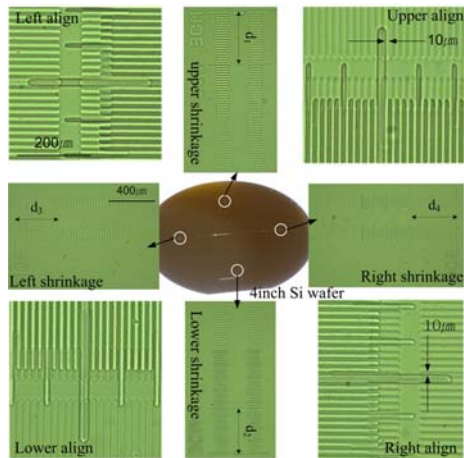 Left align
200㎛
d₁
upper shrinkage
Upper align
10㎛
d₃
400㎛
Left shrinkage
d₄
Right shrinkage
4inch Si wafer
Lower align
Lower shrinkage
d₂
10㎛
Right align